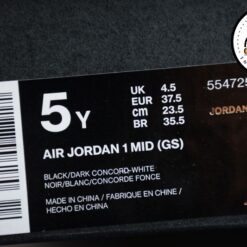 5Y
UK 4.5
EUR 37.5
cm 23.5
BR 35.5
554725
JORDAN
AIR JORDAN 1 MID (GS)
BLACK/DARK CONCORD-WHITE
NOIR/BLANC/CONCORDE FONCE
MADE IN CHINA / FABRIQUE EN CHINE /
HECHO EN CHINA